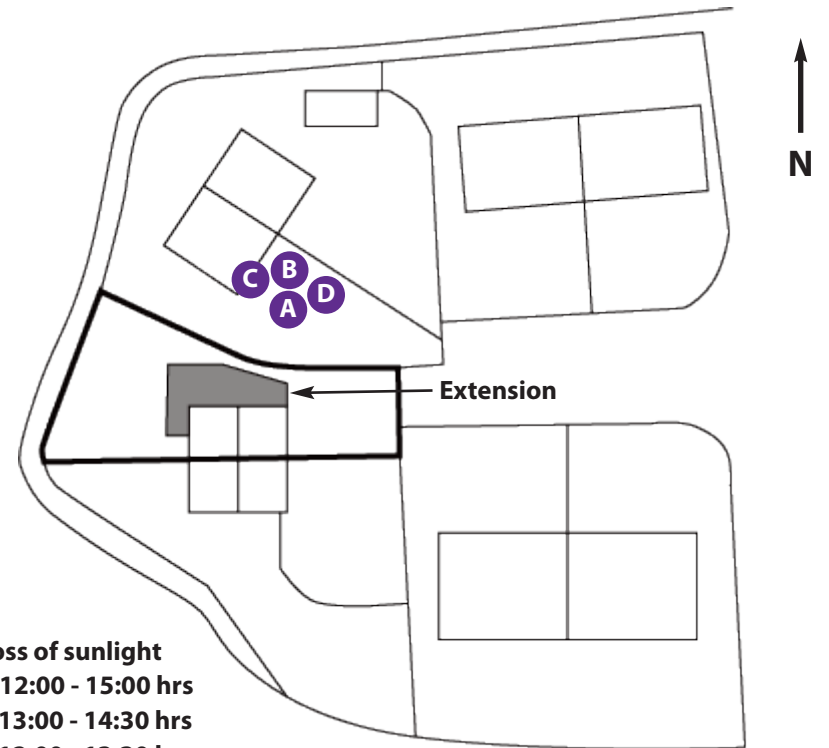 N
B
C
D
A
Extension
oss of sunlight
12:00 - 15:00 hrs
13:00 - 14:30 hrs